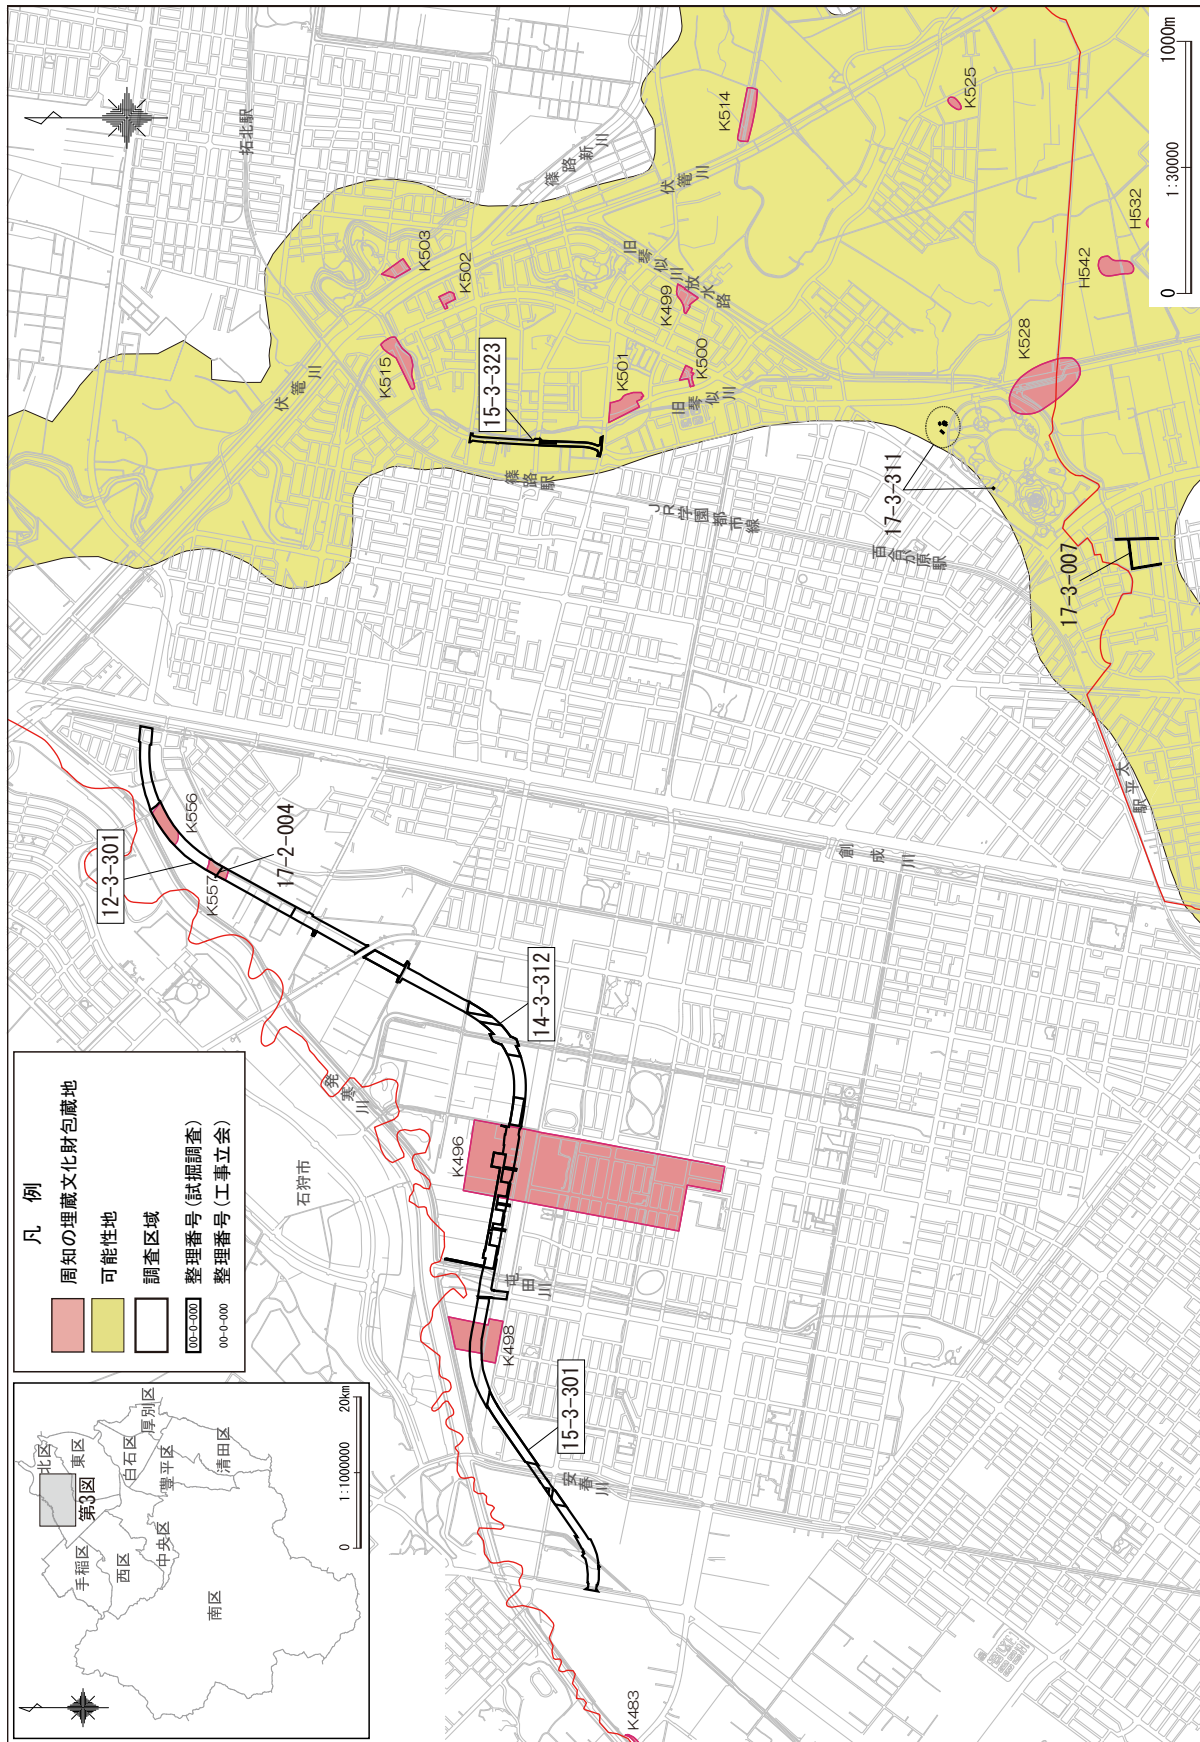 凡 例
周知の埋蔵文化財包蔵地
可能性地
調査区域
00-0-000 整理番号(試掘調査)
00-0-000 整理番号(工事立会)
北区
東区
手稲区
西区
中央区
白石区
厚別区
豊平区
清田区
南区
第3図
0 1:1000000 20km
石狩市
発寒川
屯田川
安春川
創成川
伏籠川
伏籠川
篠路新川
旧琴似川放水路
旧琴似川
拓北駅
篠路駅
JR学園都市線
百合が原駅
太平駅
K483
K498
K496
K557
K556
K515
K503
K502
K501
K500
K499
K514
K525
K528
H542
H532
15-3-301
14-3-312
12-3-301
17-2-004
15-3-323
17-3-311
17-3-007
0 1:30000 1000m